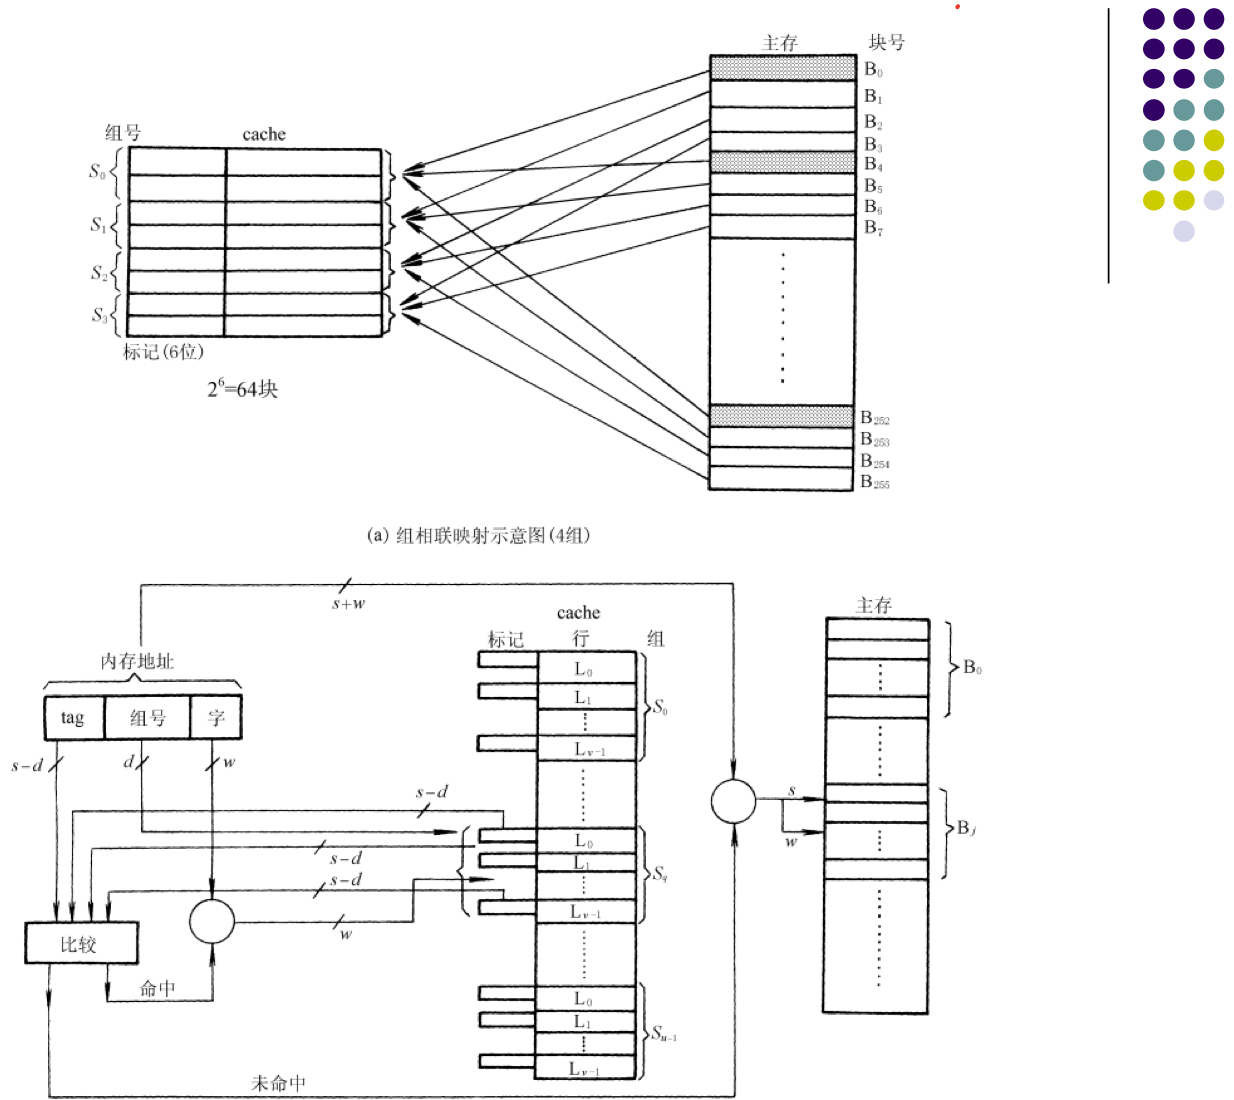 主存 块号
B₀
B₁
B₂
B₃
B₄
B₅
B₆
B₇
组号 cache
S₀
S₁
S₂
S₃
标记(6位)
2⁶=64块
B₂₅₂
B₂₅₃
B₂₅₄
B₂₅₅
(a) 组相联映射示意图(4组)
s+w
cache
标记 行 组
主存
内存地址
tag 组号 字
s−d d w
L₀
L₁
Lᵥ₋₁
S₀
B₀
s−d
s−d
s−d
L₀
L₁
Lᵥ₋₁
S_q
s
w
B_j
w
比较
命中
L₀
L₁
Lᵥ₋₁
Sᵤ₋₁
未命中